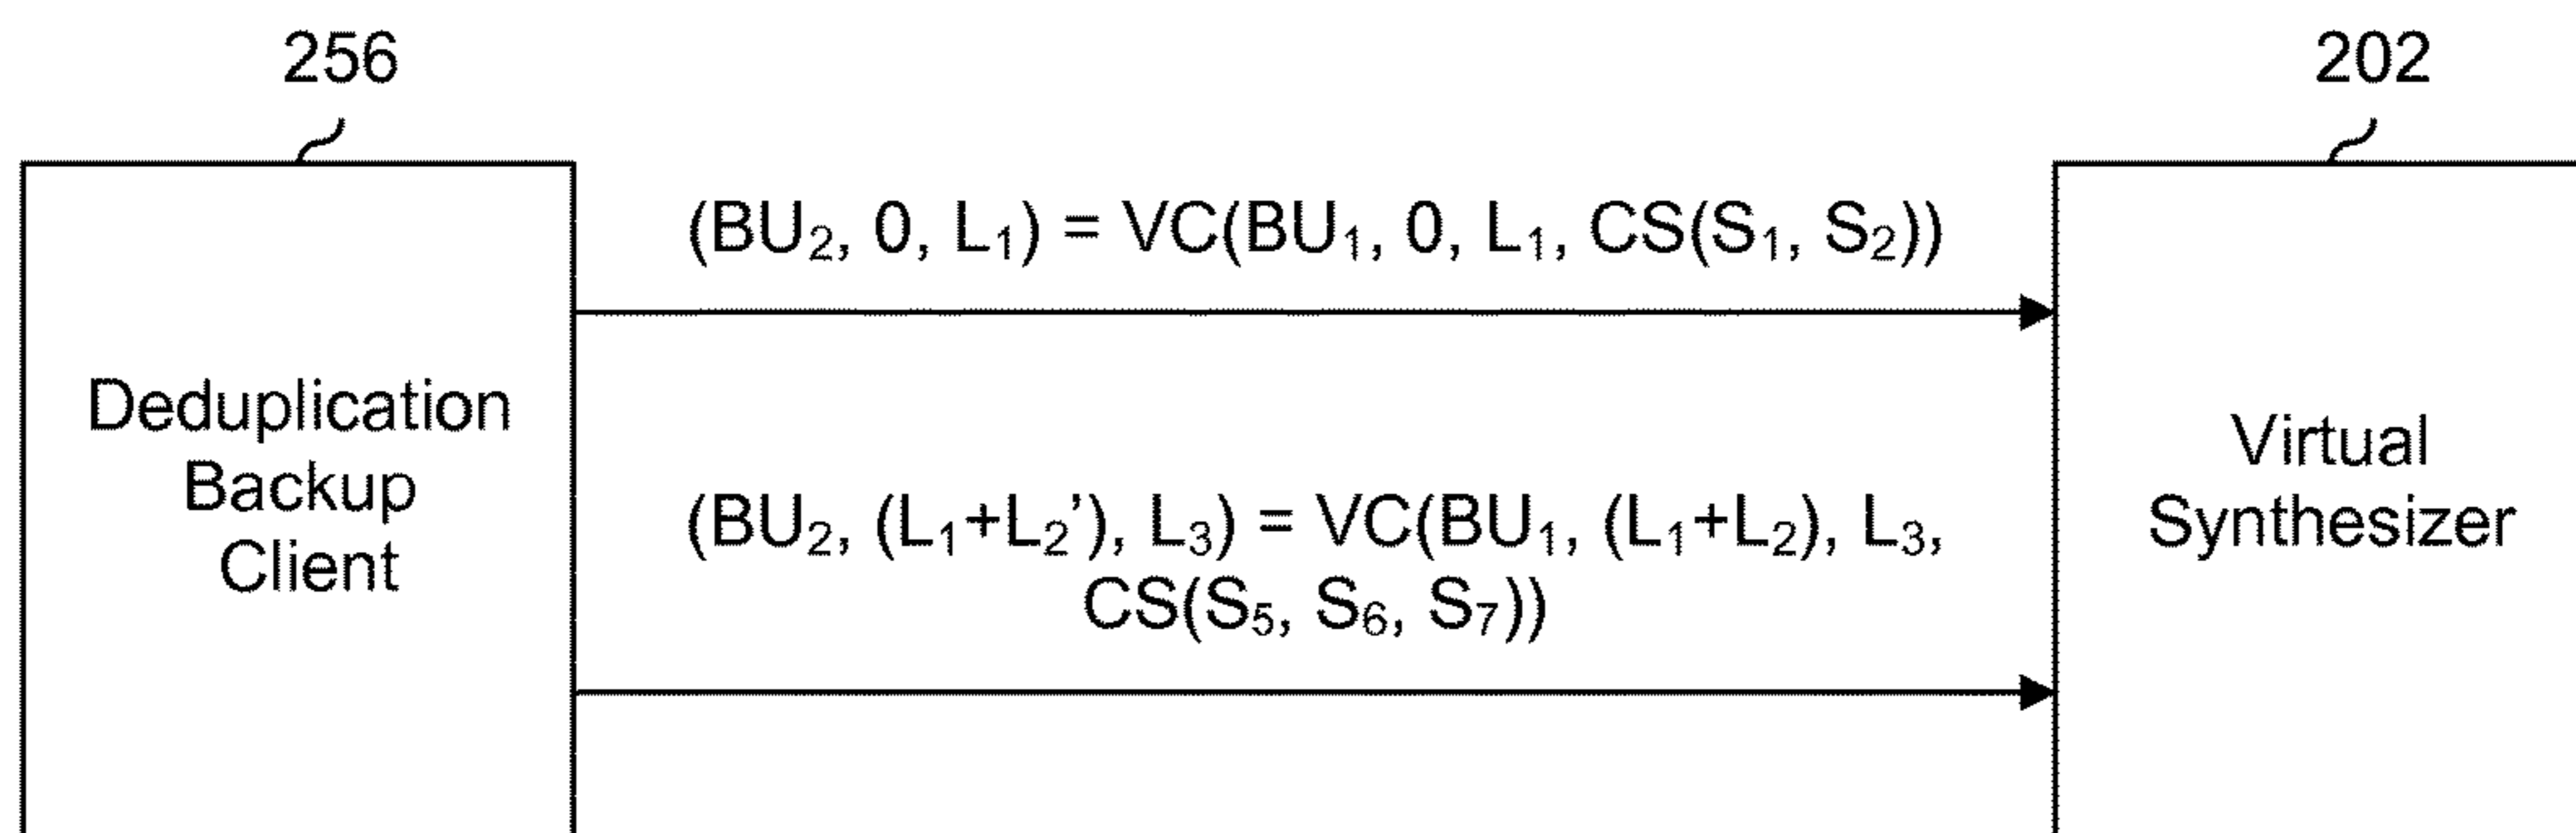 256
202
(BU₂, 0, L₁) = VC(BU₁, 0, L₁, CS(S₁, S₂))
Deduplication
Backup
Client
(BU₂, (L₁+L₂’), L₃) = VC(BU₁, (L₁+L₂), L₃,
CS(S₅, S₆, S₇))
Virtual
Synthesizer